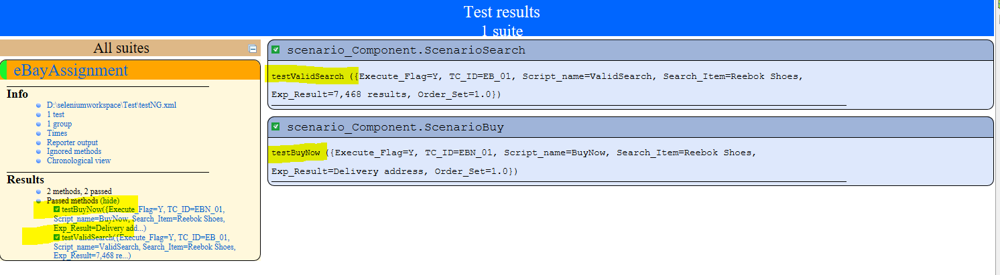 Test results
1 suite
All suites
eBayAssignment
Info
D:\seleniumworkspace\Test\testNG.xml
1 test
1 group
Times
Reporter output
Ignored methods
Chronological view
Results
2 methods, 2 passed
Passed methods (hide)
testBuyNow({Execute_Flag=Y, TC_ID=EBN_01,
Script_name=BuyNow, Search_Item=Reebok Shoes,
Exp_Result=Delivery add...)
testValidSearch({Execute_Flag=Y, TC_ID=EB_01,
Script_name=ValidSearch, Search_Item=Reebok Shoes,
Exp_Result=7,468 re...)
scenario_Component.ScenarioSearch
testValidSearch ({Execute_Flag=Y, TC_ID=EB_01, Script_name=ValidSearch, Search_Item=Reebok Shoes,
Exp_Result=7,468 results, Order_Set=1.0})
scenario_Component.ScenarioBuy
testBuyNow ({Execute_Flag=Y, TC_ID=EBN_01, Script_name=BuyNow, Search_Item=Reebok Shoes,
Exp_Result=Delivery address, Order_Set=1.0})